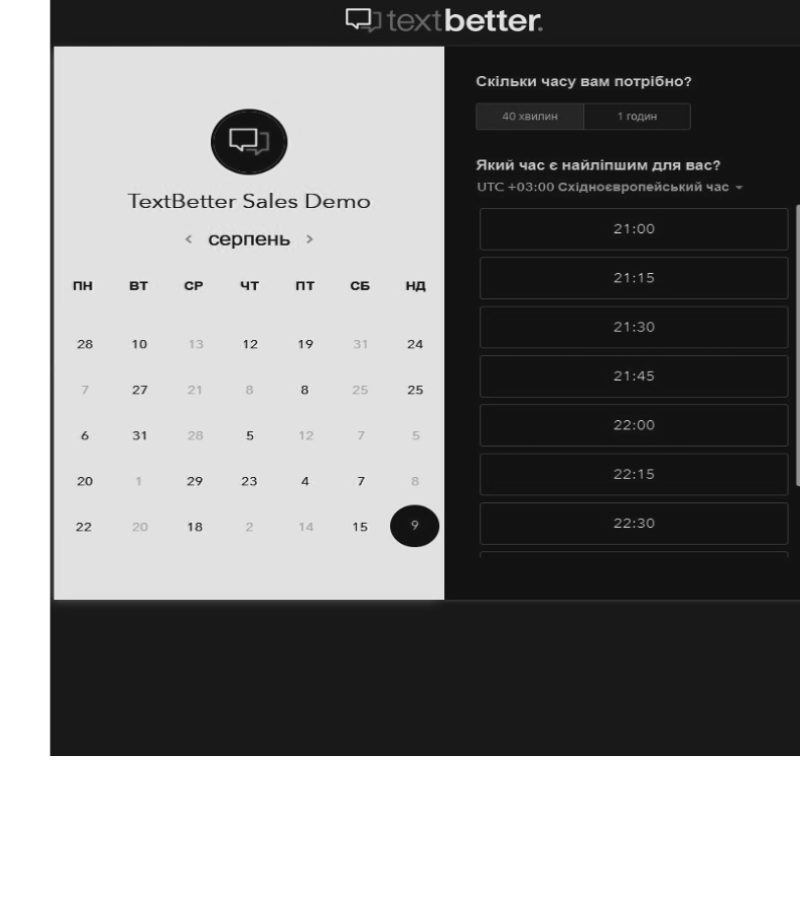 textbetter.
TextBetter Sales Demo
< серпень >
ПН ВТ СР ЧТ ПТ СБ НД
28 10 13 12 19 31 24
7 27 21 8 8 25 25
6 31 28 5 12 7 5
20 1 29 23 4 7 8
22 20 18 2 14 15 9
Скільки часу вам потрібно?
40 хвилин 1 годин
Який час є найліпшим для вас?
UTC +03:00 Східноєвропейський час
21:00
21:15
21:30
21:45
22:00
22:15
22:30